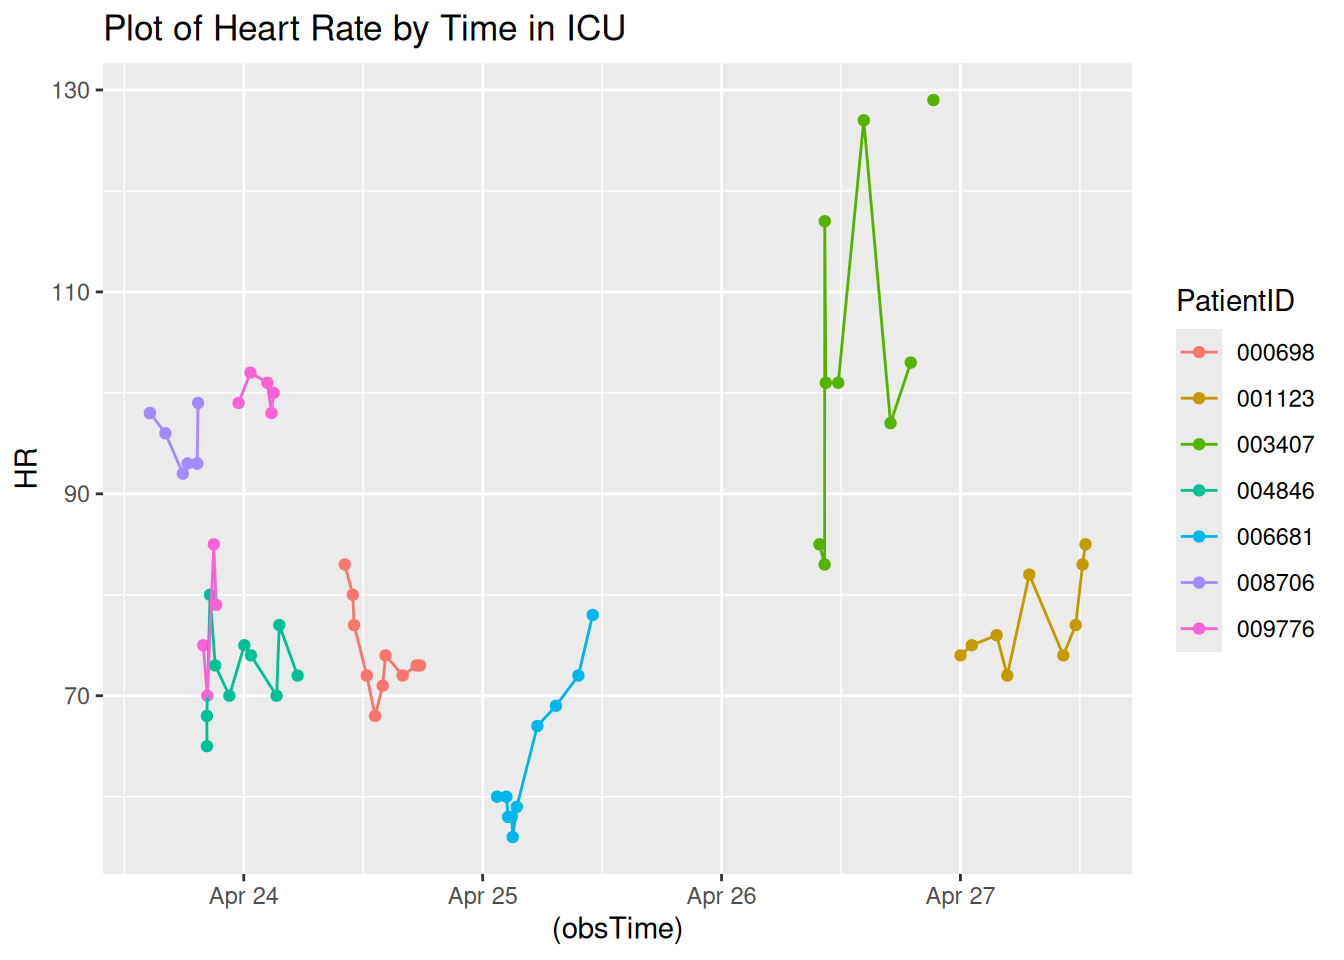 Plot of Heart Rate by Time in ICU
130
110
90
70
HR
Apr 24
Apr 25
Apr 26
Apr 27
(obsTime)
PatientID
000698
001123
003407
004846
006681
008706
009776